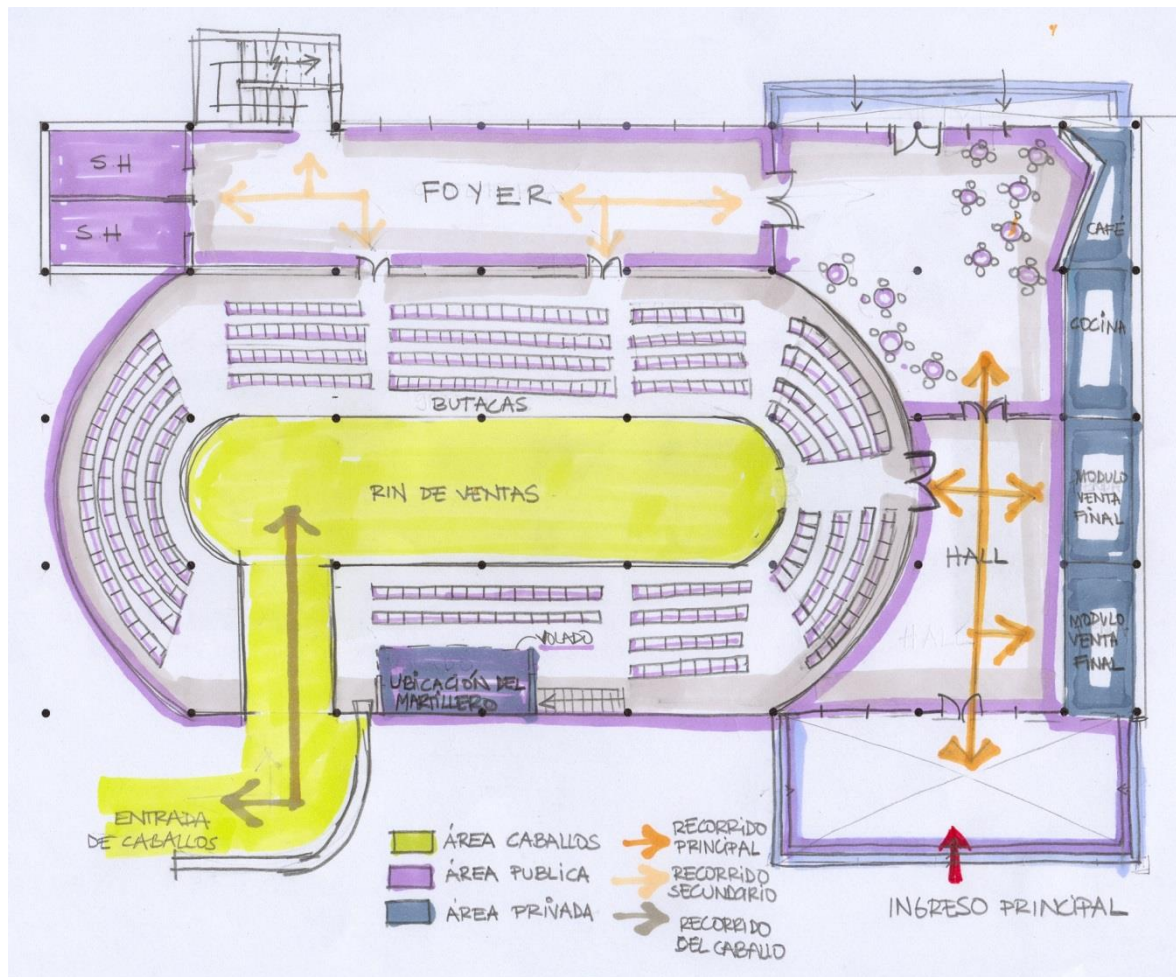 SH
SH
FOYER
CAFÉ
COCINA
BUTACAS
RIN DE VENTAS
MODULO
VENTA
FINAL
HALL
HALL
MODULO
VENTA
FINAL
VOLADO
UBICACIÓN DEL
MARTILLERO
ENTRADA
DE CABALLOS
ÁREA CABALLOS
ÁREA PUBLICA
ÁREA PRIVADA
RECORRIDO
PRINCIPAL
RECORRIDO
SECUNDARIO
RECORRIDO
DEL CABALLO
INGRESO PRINCIPAL